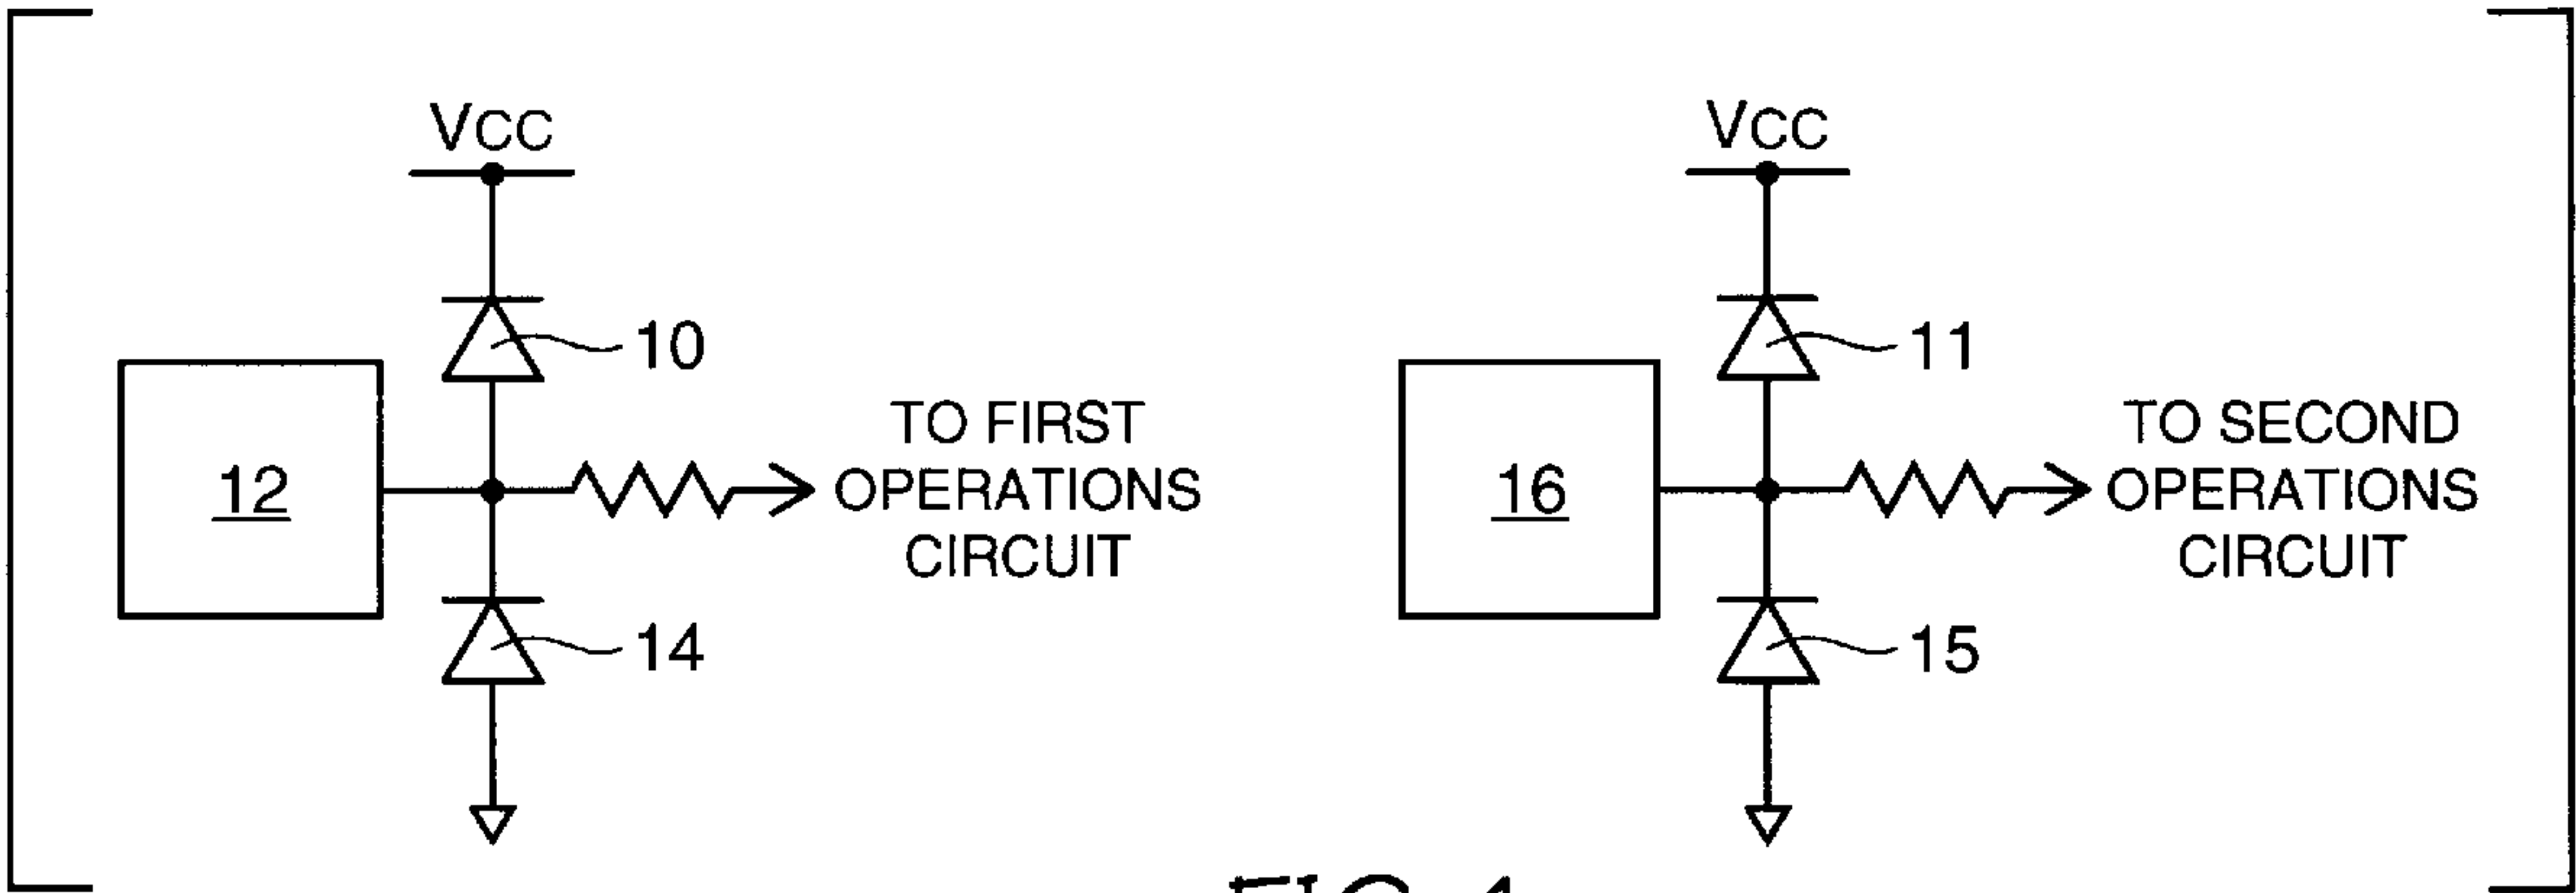 VCC
10
12
TO FIRST
OPERATIONS
CIRCUIT
14
VCC
11
16
TO SECOND
OPERATIONS
CIRCUIT
15